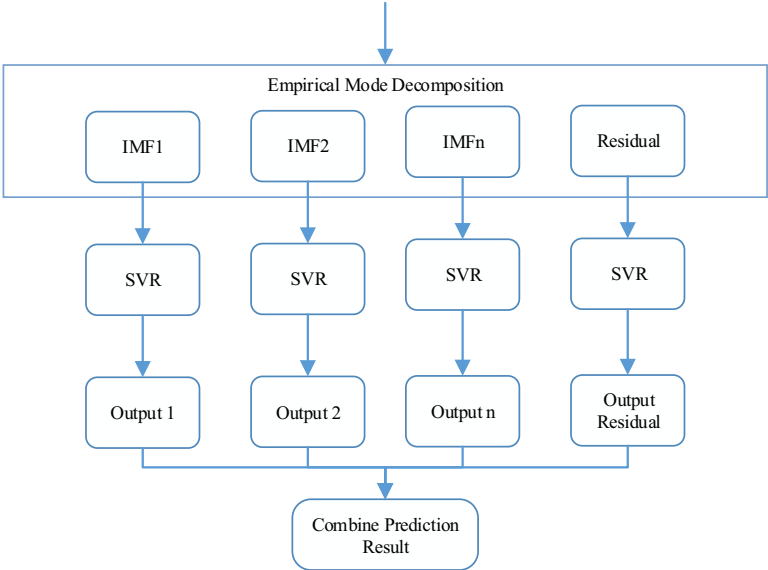 Empirical Mode Decomposition
IMF1
IMF2
IMFn
Residual
SVR
SVR
SVR
SVR
Output 1
Output 2
Output n
Output
Residual
Combine Prediction
Result